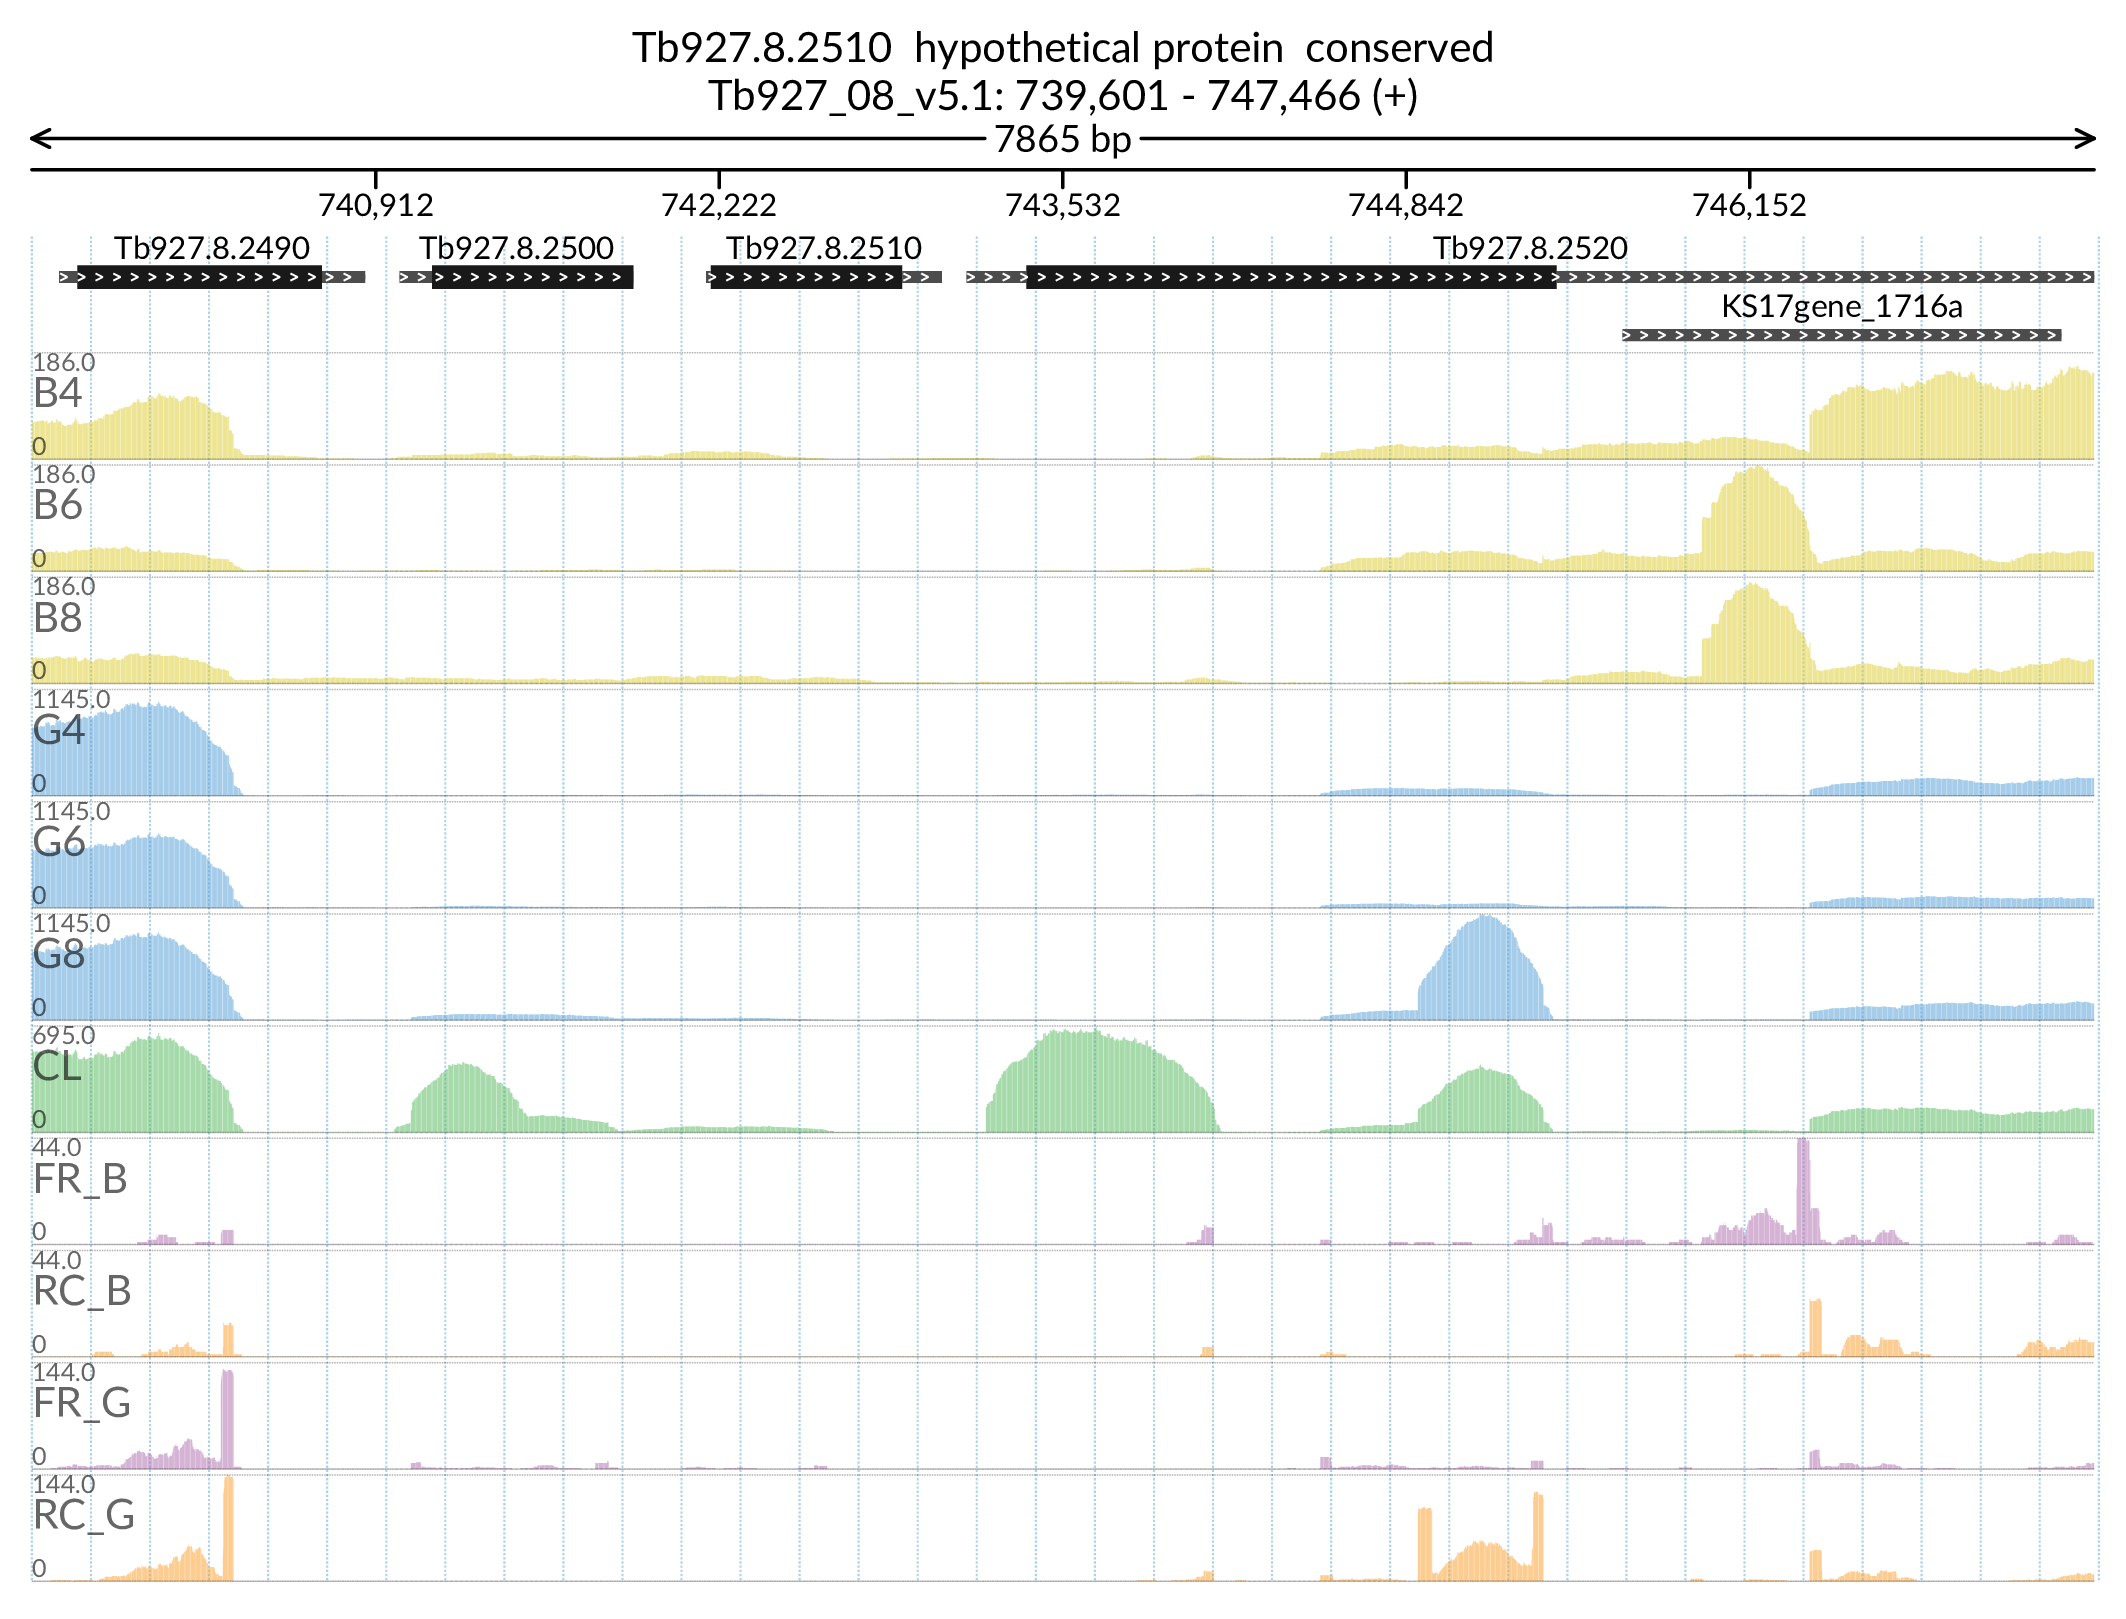 Tb927.8.2510  hypothetical protein  conserved
Tb927_08_v5.1: 739,601 - 747,466 (+)
7865 bp
740,912 742,222 743,532 744,842 746,152
Tb927.8.2490 Tb927.8.2500 Tb927.8.2510 Tb927.8.2520
KS17gene_1716a
186.0
B4
0
186.0
B6
0
186.0
B8
0
1145.0
G4
0
1145.0
G6
0
1145.0
G8
0
695.0
CL
0
44.0
FR_B
0
44.0
RC_B
0
144.0
FR_G
0
144.0
RC_G
0